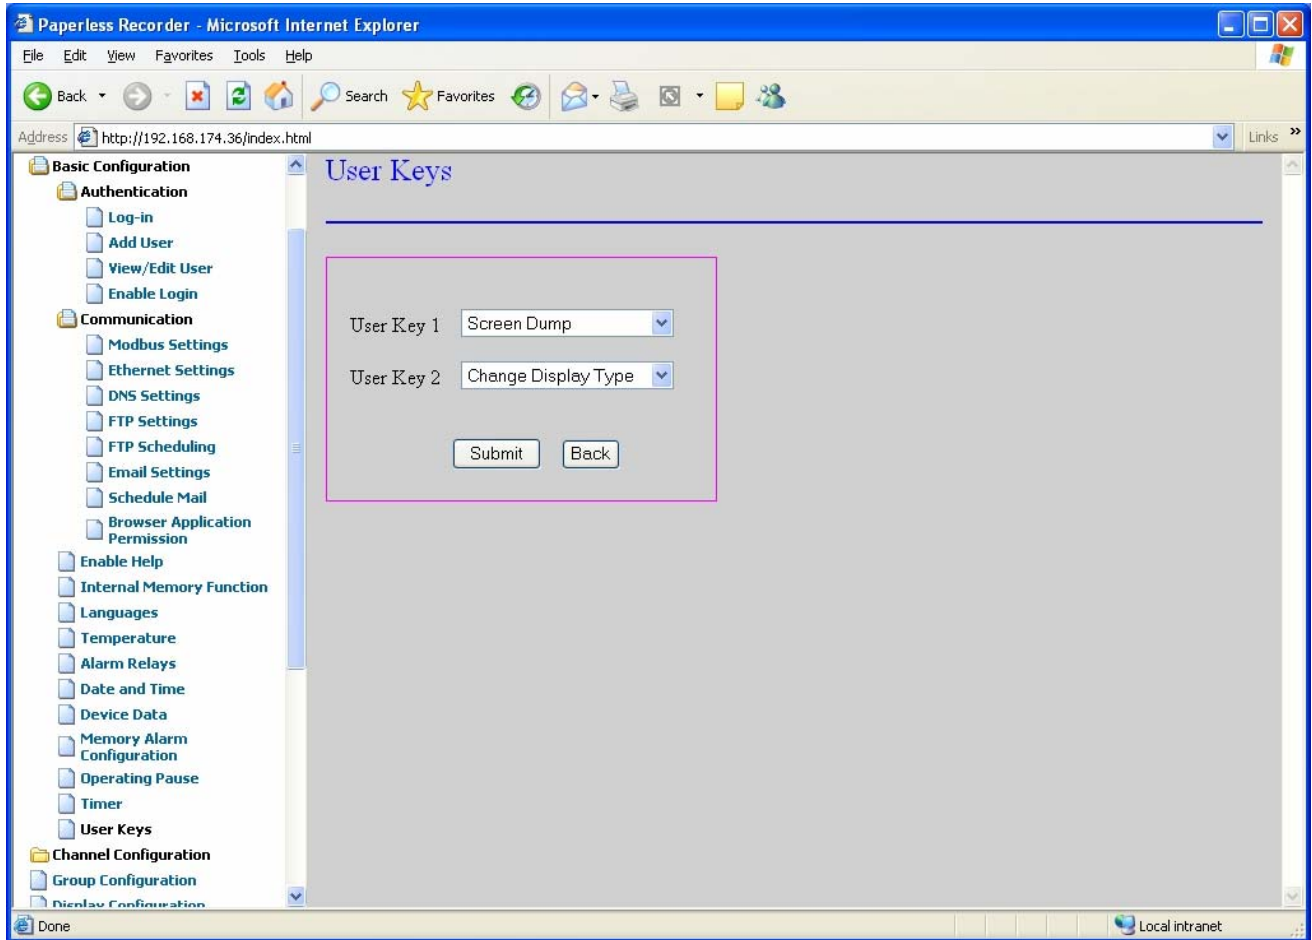 Paperless Recorder - Microsoft Internet Explorer
File Edit View Favorites Tools Help
Back Search Favorites
Address http://192.168.174.36/index.html Links »
Basic Configuration
Authentication
Log-in
Add User
View/Edit User
Enable Login
Communication
Modbus Settings
Ethernet Settings
DNS Settings
FTP Settings
FTP Scheduling
Email Settings
Schedule Mail
Browser Application
Permission
Enable Help
Internal Memory Function
Languages
Temperature
Alarm Relays
Date and Time
Device Data
Memory Alarm
Configuration
Operating Pause
Timer
User Keys
Channel Configuration
Group Configuration
Display Configuration
User Keys
User Key 1 Screen Dump
User Key 2 Change Display Type
Submit Back
Done Local intranet